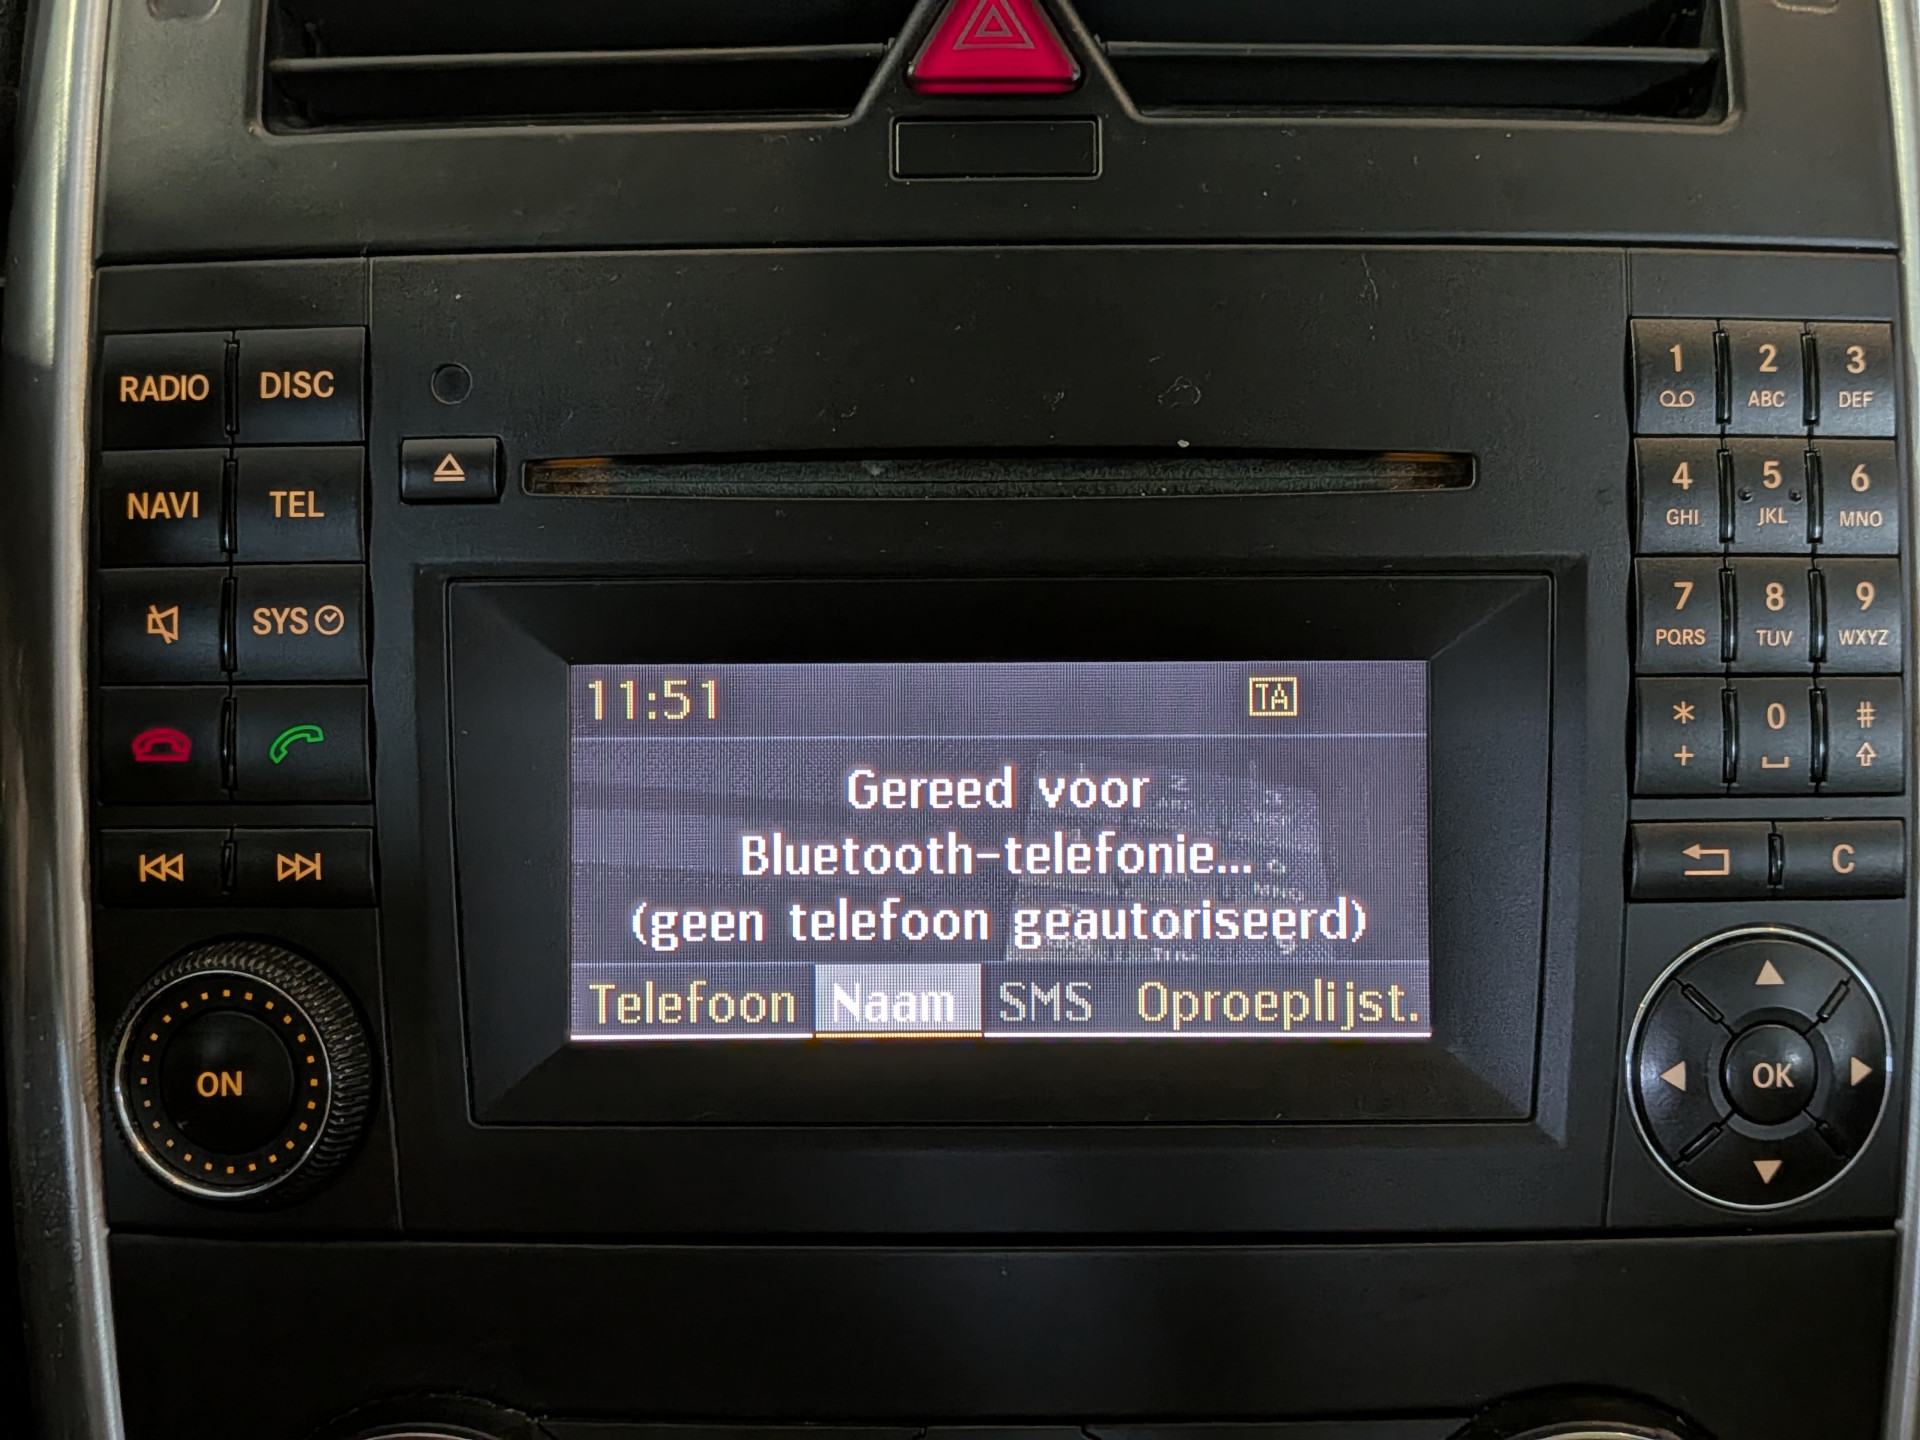 RADIO DISC
NAVI TEL
SYS
ON
11:51 TA
Gereed voor
Bluetooth-telefonie...
(geen telefoon geautoriseerd)
Telefoon Naam SMS Oproeplijst.
1 2 3
ABC DEF
4 5 6
GHI JKL MNO
7 8 9
PQRS TUV WXYZ
* 0 #
+
C
OK